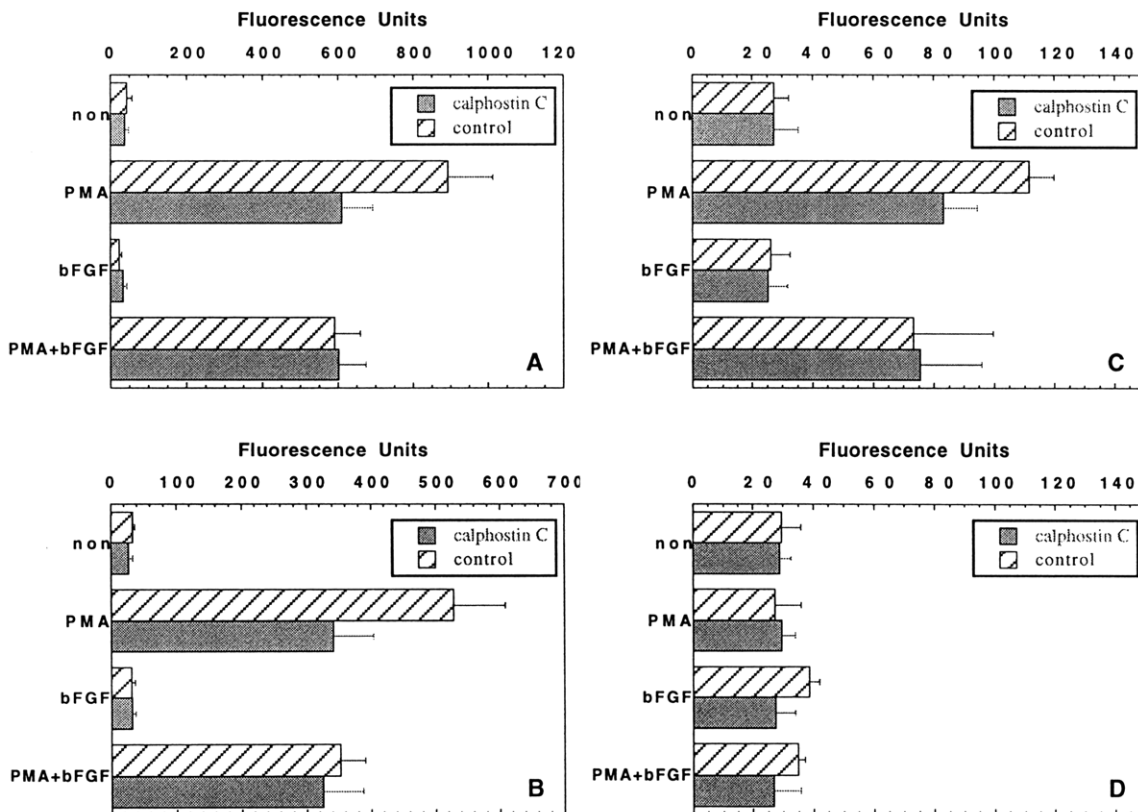 Fluorescence Units
0 200 400 600 800 1000 1200
non
PMA
bFGF
PMA+bFGF
calphostin C
control
A
Fluorescence Units
0 20 40 60 80 100 120 140
non
PMA
bFGF
PMA+bFGF
calphostin C
control
C
Fluorescence Units
0 100 200 300 400 500 600 700
non
PMA
bFGF
PMA+bFGF
calphostin C
control
B
Fluorescence Units
0 20 40 60 80 100 120 140
non
PMA
bFGF
PMA+bFGF
calphostin C
control
D